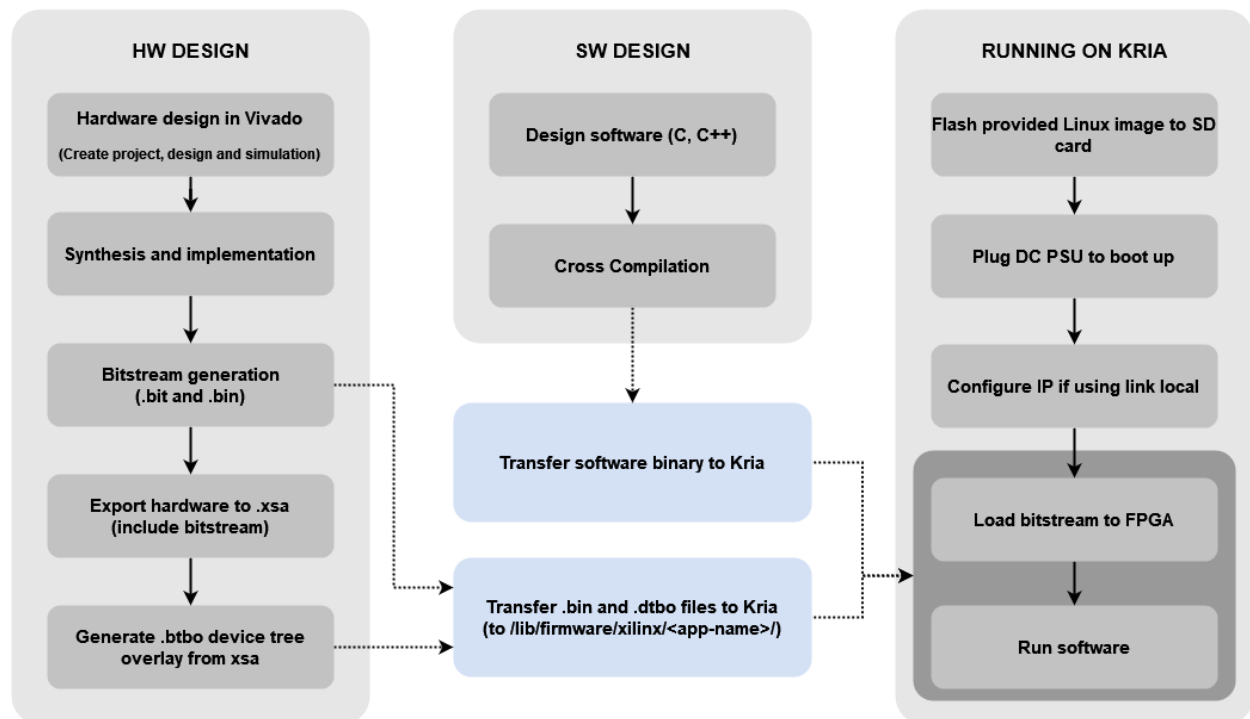 HW DESIGN
Hardware design in Vivado
(Create project, design and simulation)
Synthesis and implementation
Bitstream generation
(.bit and .bin)
Export hardware to .xsa
(include bitstream)
Generate .btbo device tree
overlay from xsa
SW DESIGN
Design software (C, C++)
Cross Compilation
Transfer software binary to Kria
Transfer .bin and .dtbo files to Kria
(to /lib/firmware/xilinx/<app-name>/)
RUNNING ON KRIA
Flash provided Linux image to SD
card
Plug DC PSU to boot up
Configure IP if using link local
Load bitstream to FPGA
Run software